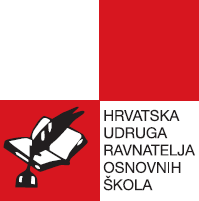 HRVATSKA
UDRUGA
RAVNATELJA
OSNOVNIH
ŠKOLA